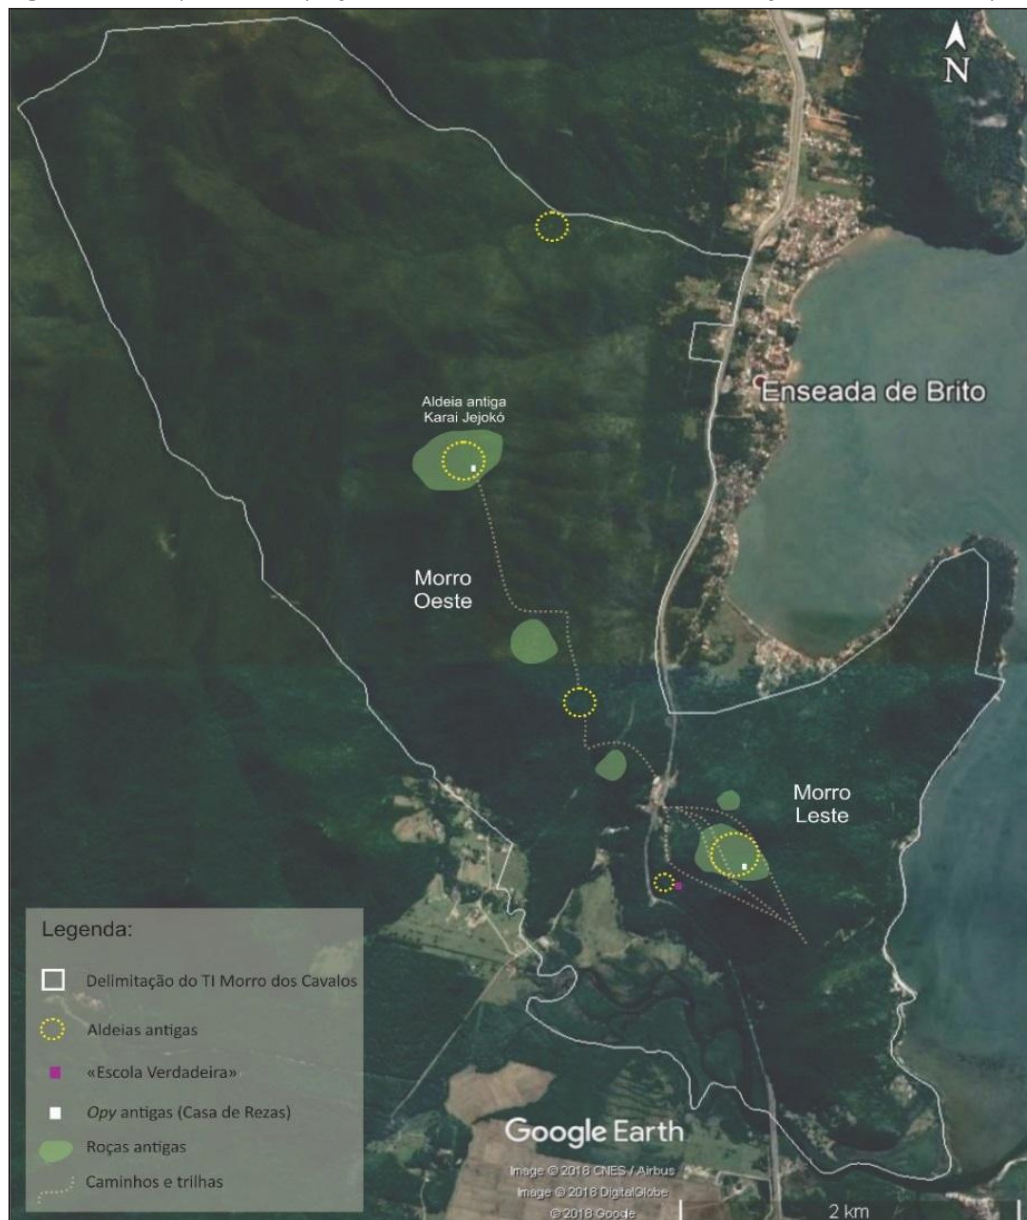 N
Enseada de Brito
Aldeia antiga
Karai Jejokó
Morro
Oeste
Morro
Leste
Legenda:
Delimitação do TI Morro dos Cavalos
Aldeias antigas
«Escola Verdadeira»
Opy antigas (Casa de Rezas)
Roças antigas
Caminhos e trilhas
Google Earth
Image © 2018 CNES / Airbus
Image © 2018 DigitalGlobe
© 2018 Google
2 km